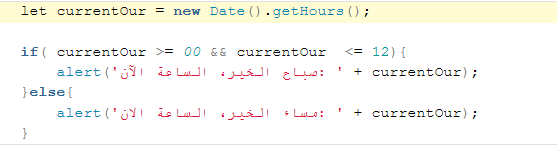 let currentOur = new Date().getHours();
if( currentOur >= 00 && currentOur  <= 12){
alert('صباح الخير، الساعة الآن: ' + currentOur);
}else{
alert('مساء الخير، الساعة الآن: ' + currentOur);
}